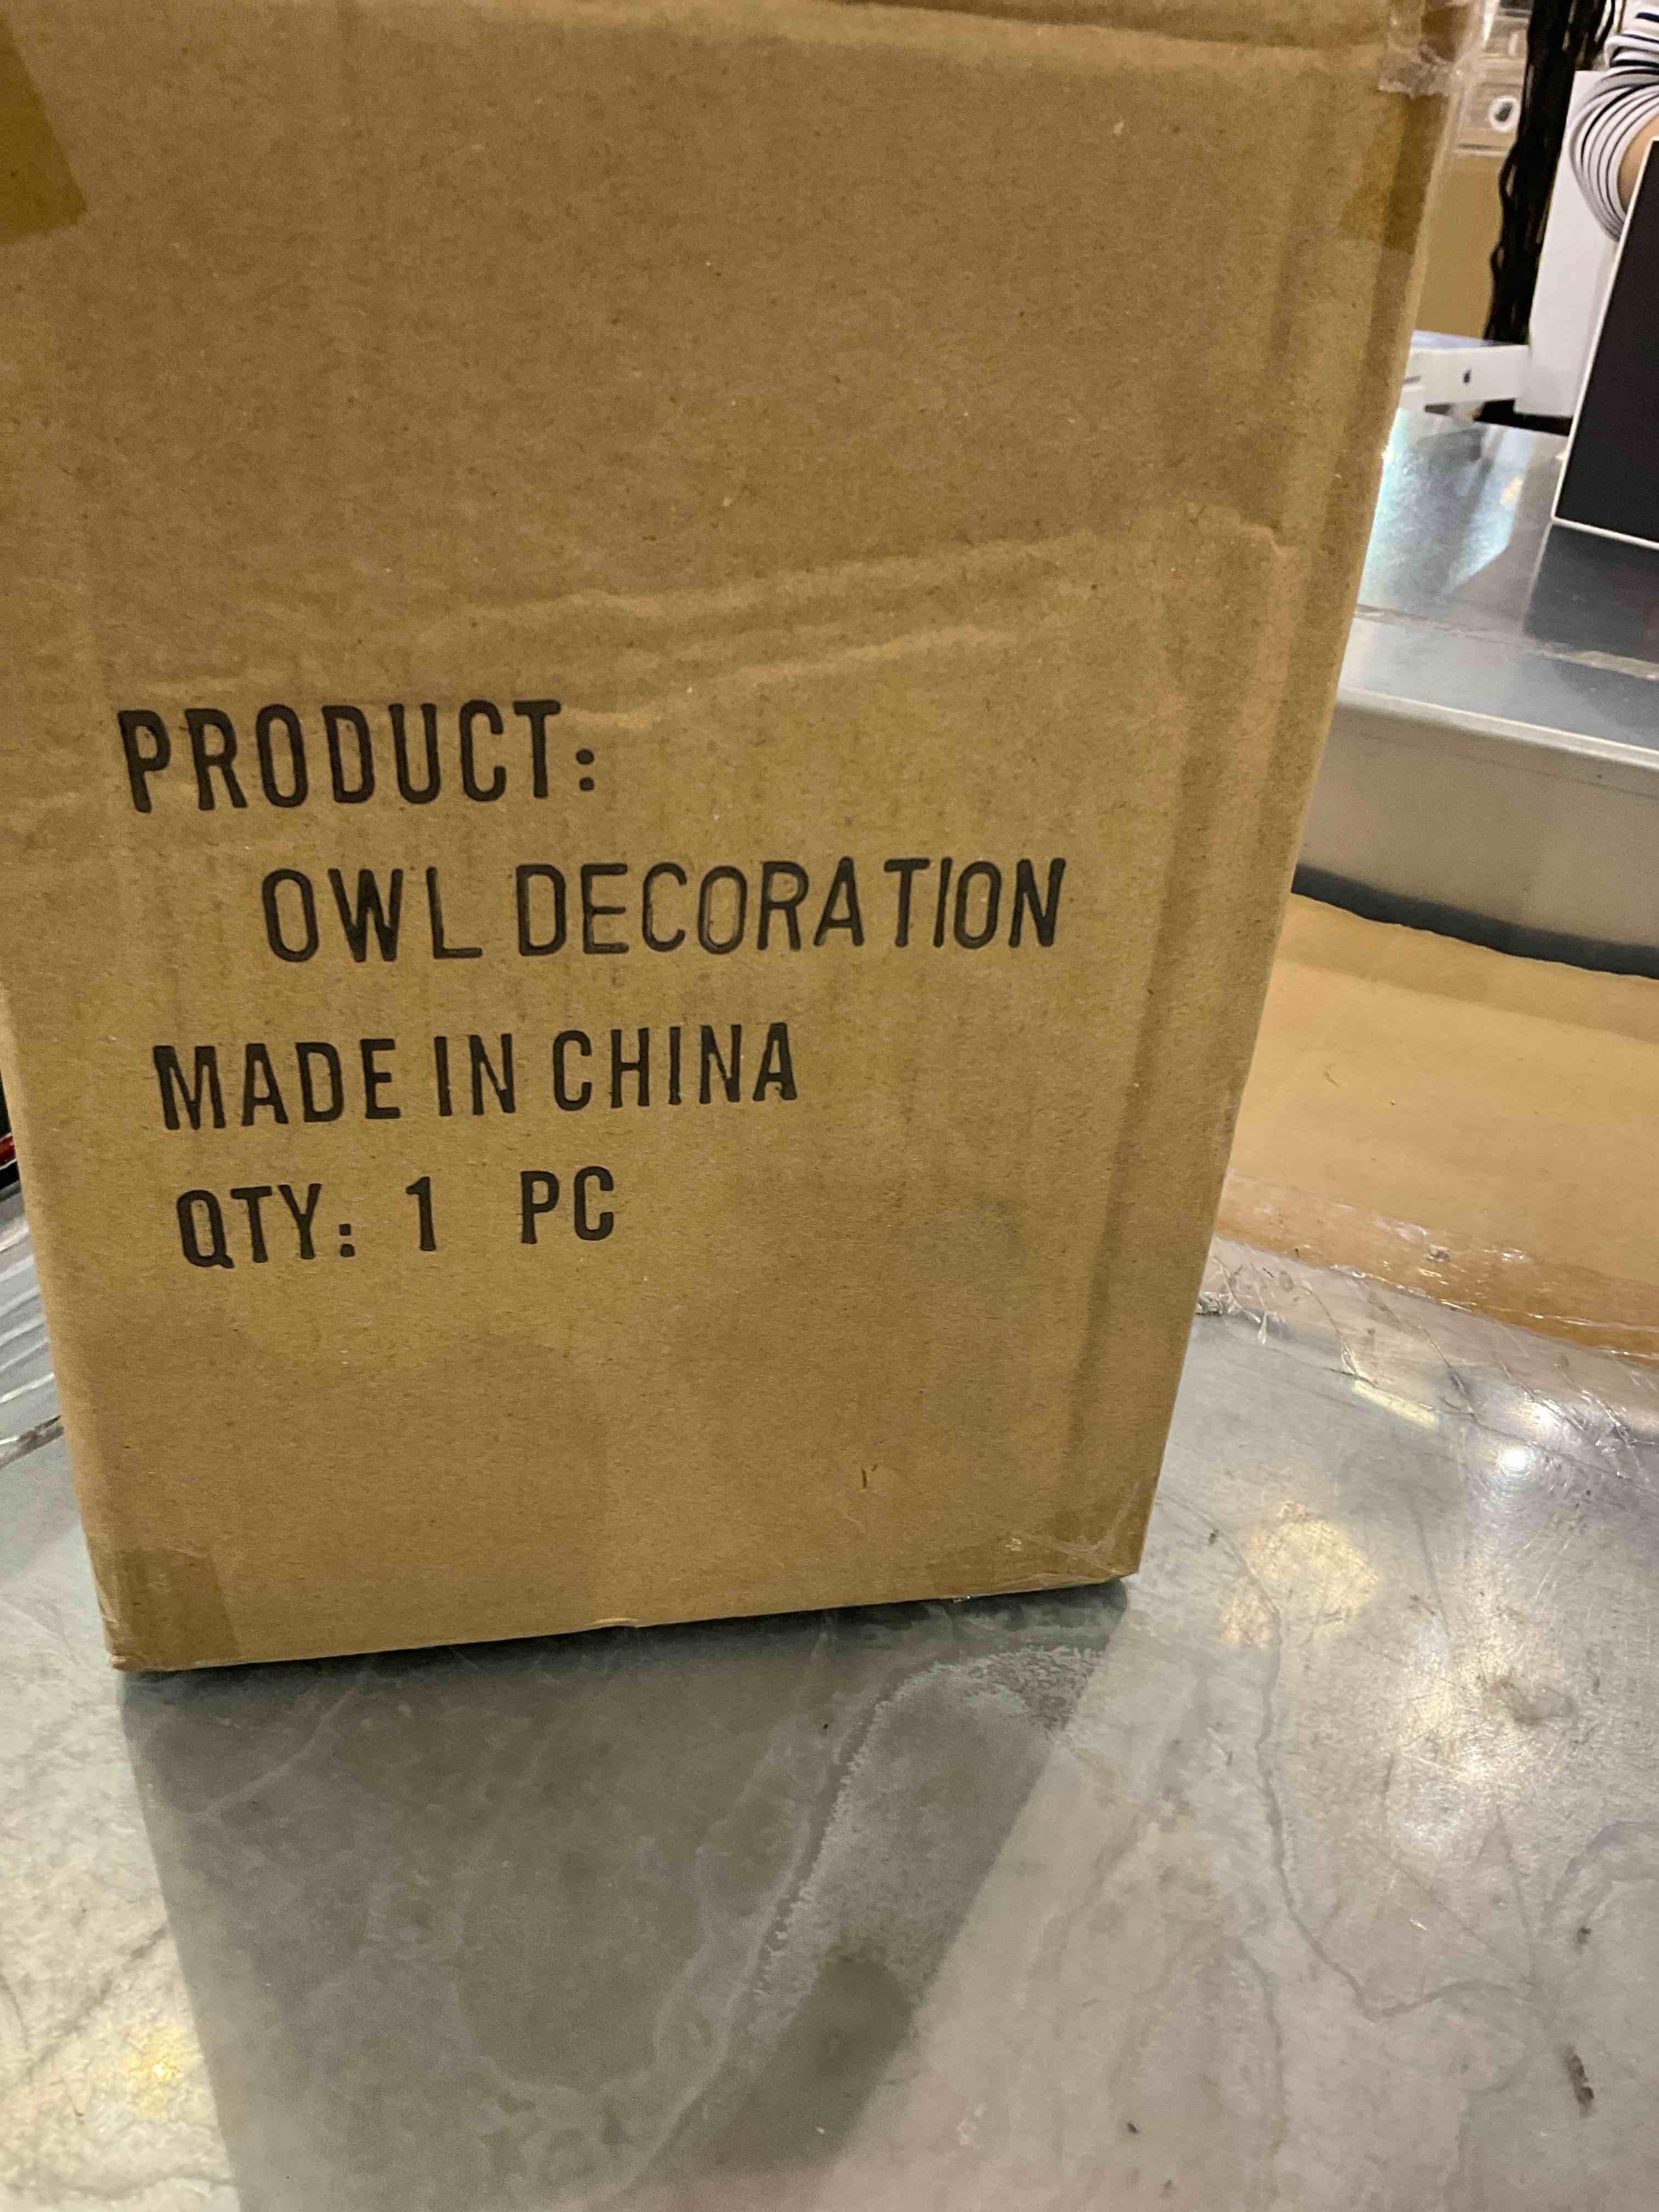 PRODUCT:
OWL DECORATION
MADE IN CHINA
QTY: 1 PC